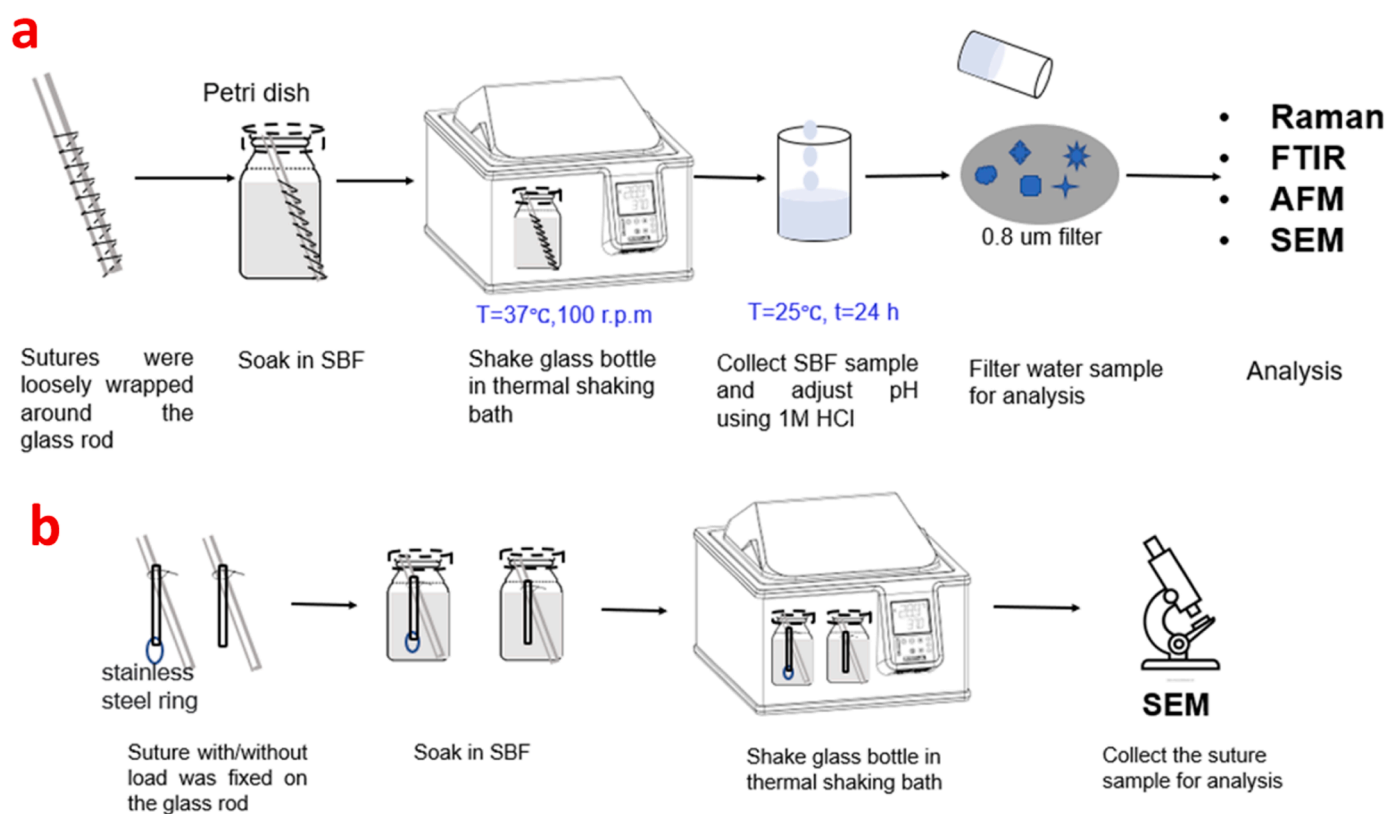 a
Petri dish
0.8 um filter
• Raman
• FTIR
• AFM
• SEM
T=37℃,100 r.p.m
T=25℃, t=24 h
Sutures were
loosely wrapped
around the
glass rod
Soak in SBF
Shake glass bottle
in thermal shaking
bath
Collect SBF sample
and adjust pH
using 1M HCl
Filter water sample
for analysis
Analysis
b
stainless
steel ring
SEM
Suture with/without
load was fixed on
the glass rod
Soak in SBF
Shake glass bottle in
thermal shaking bath
Collect the suture
sample for analysis